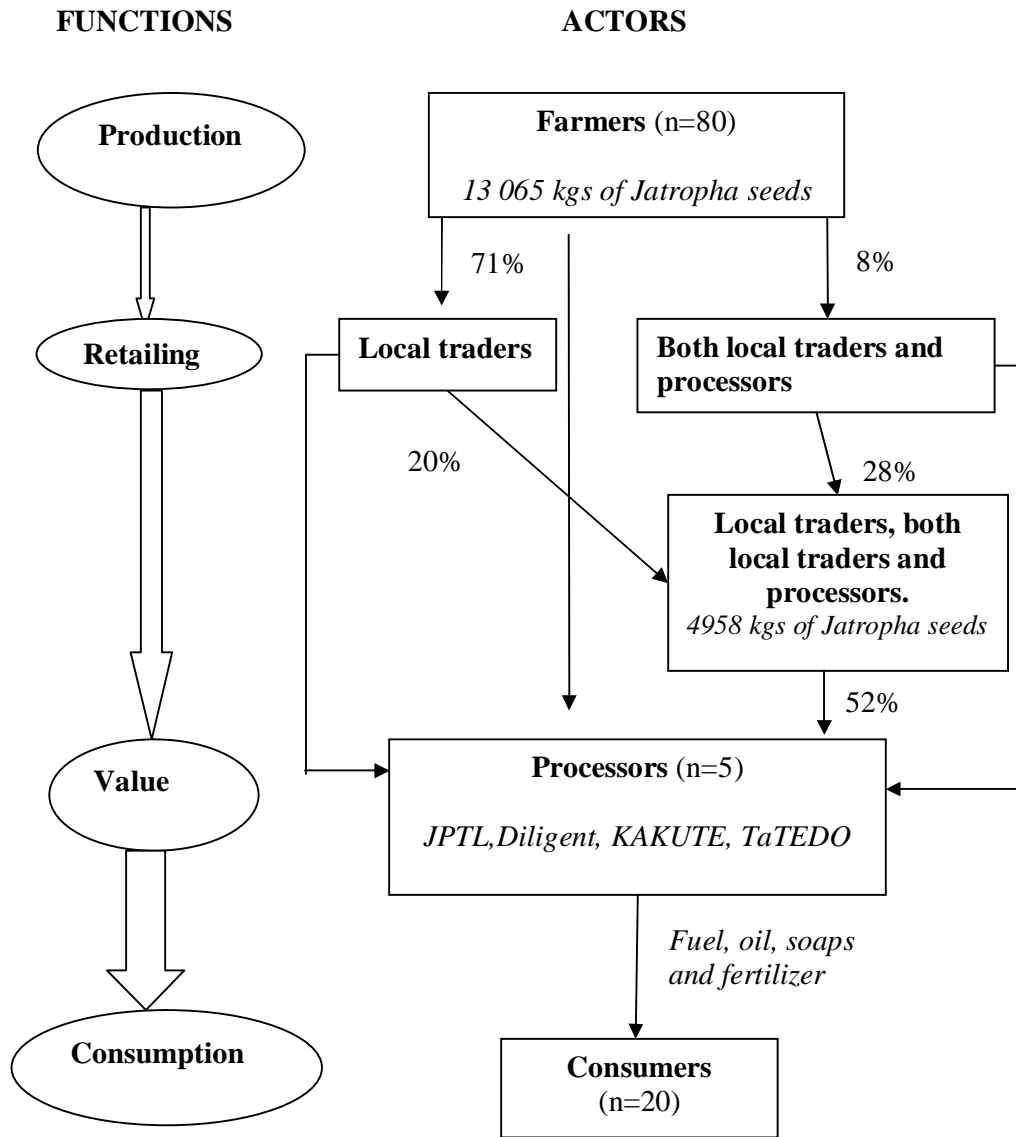 FUNCTIONS
ACTORS
Production
Farmers (n=80)
13 065 kgs of Jatropha seeds
71%
8%
Retailing
Local traders
Both local traders and
processors
20%
28%
Local traders, both
local traders and
processors.
4958 kgs of Jatropha seeds
52%
Value
Processors (n=5)
JPTL,Diligent, KAKUTE, TaTEDO
Fuel, oil, soaps
and fertilizer
Consumption
Consumers
(n=20)